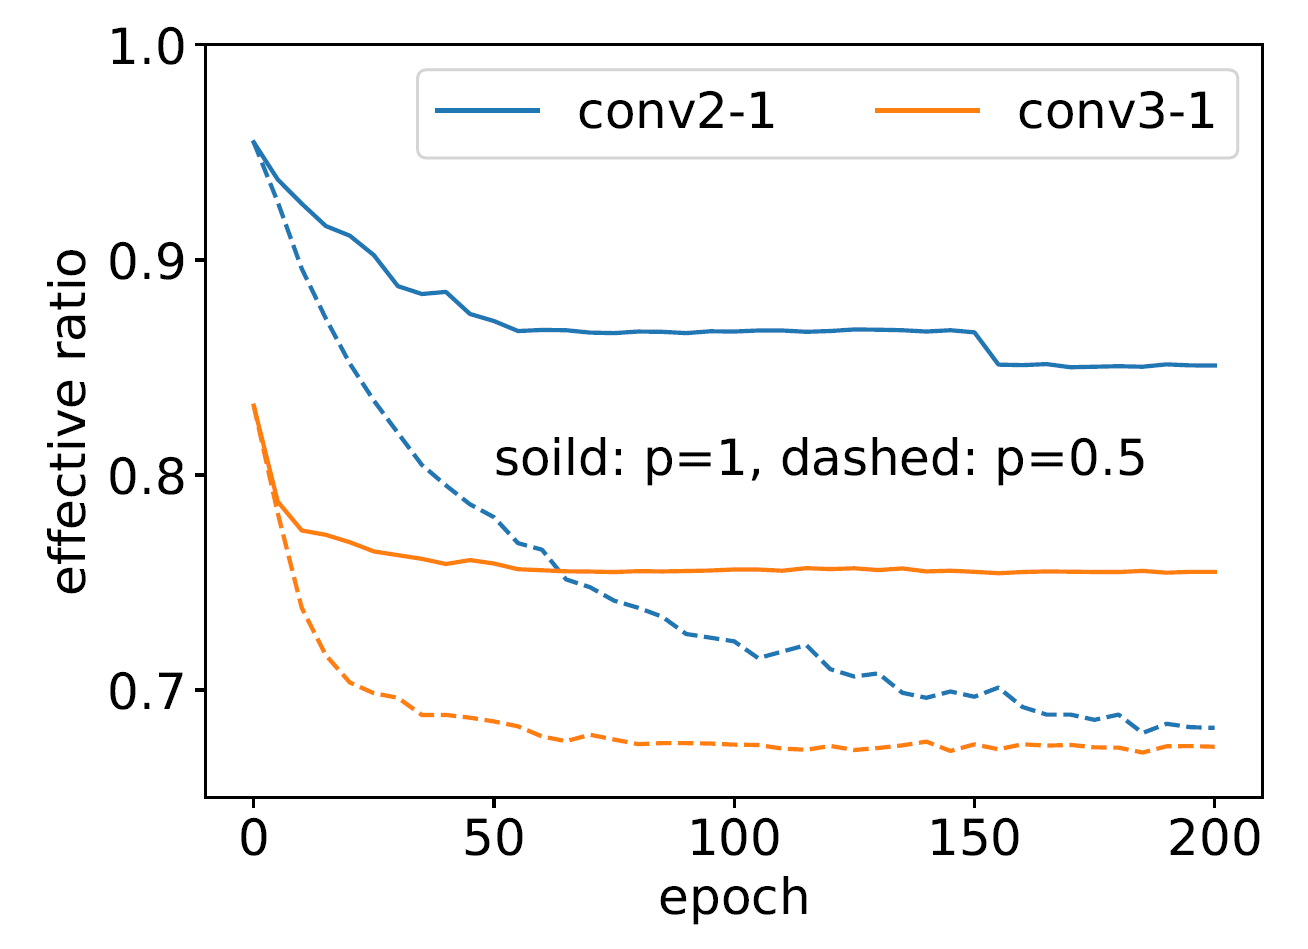 1.0
conv2-1 conv3-1
0.9
effective ratio
soild: p=1, dashed: p=0.5
0.8
0.7
0 50 100 150 200
epoch